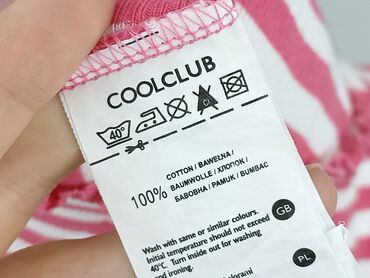 COOLCLUB
40°
Cl
100% COTTON / BAWEŁNA /
BAUMWOLLE / ХЛОПОК /
БАВОВНА / PAMUK / BUMBAC
Wash with same or similar colours.
Initial temperature should not exceed
40°C. Turn inside out for washing
and ironing.
GB
PL